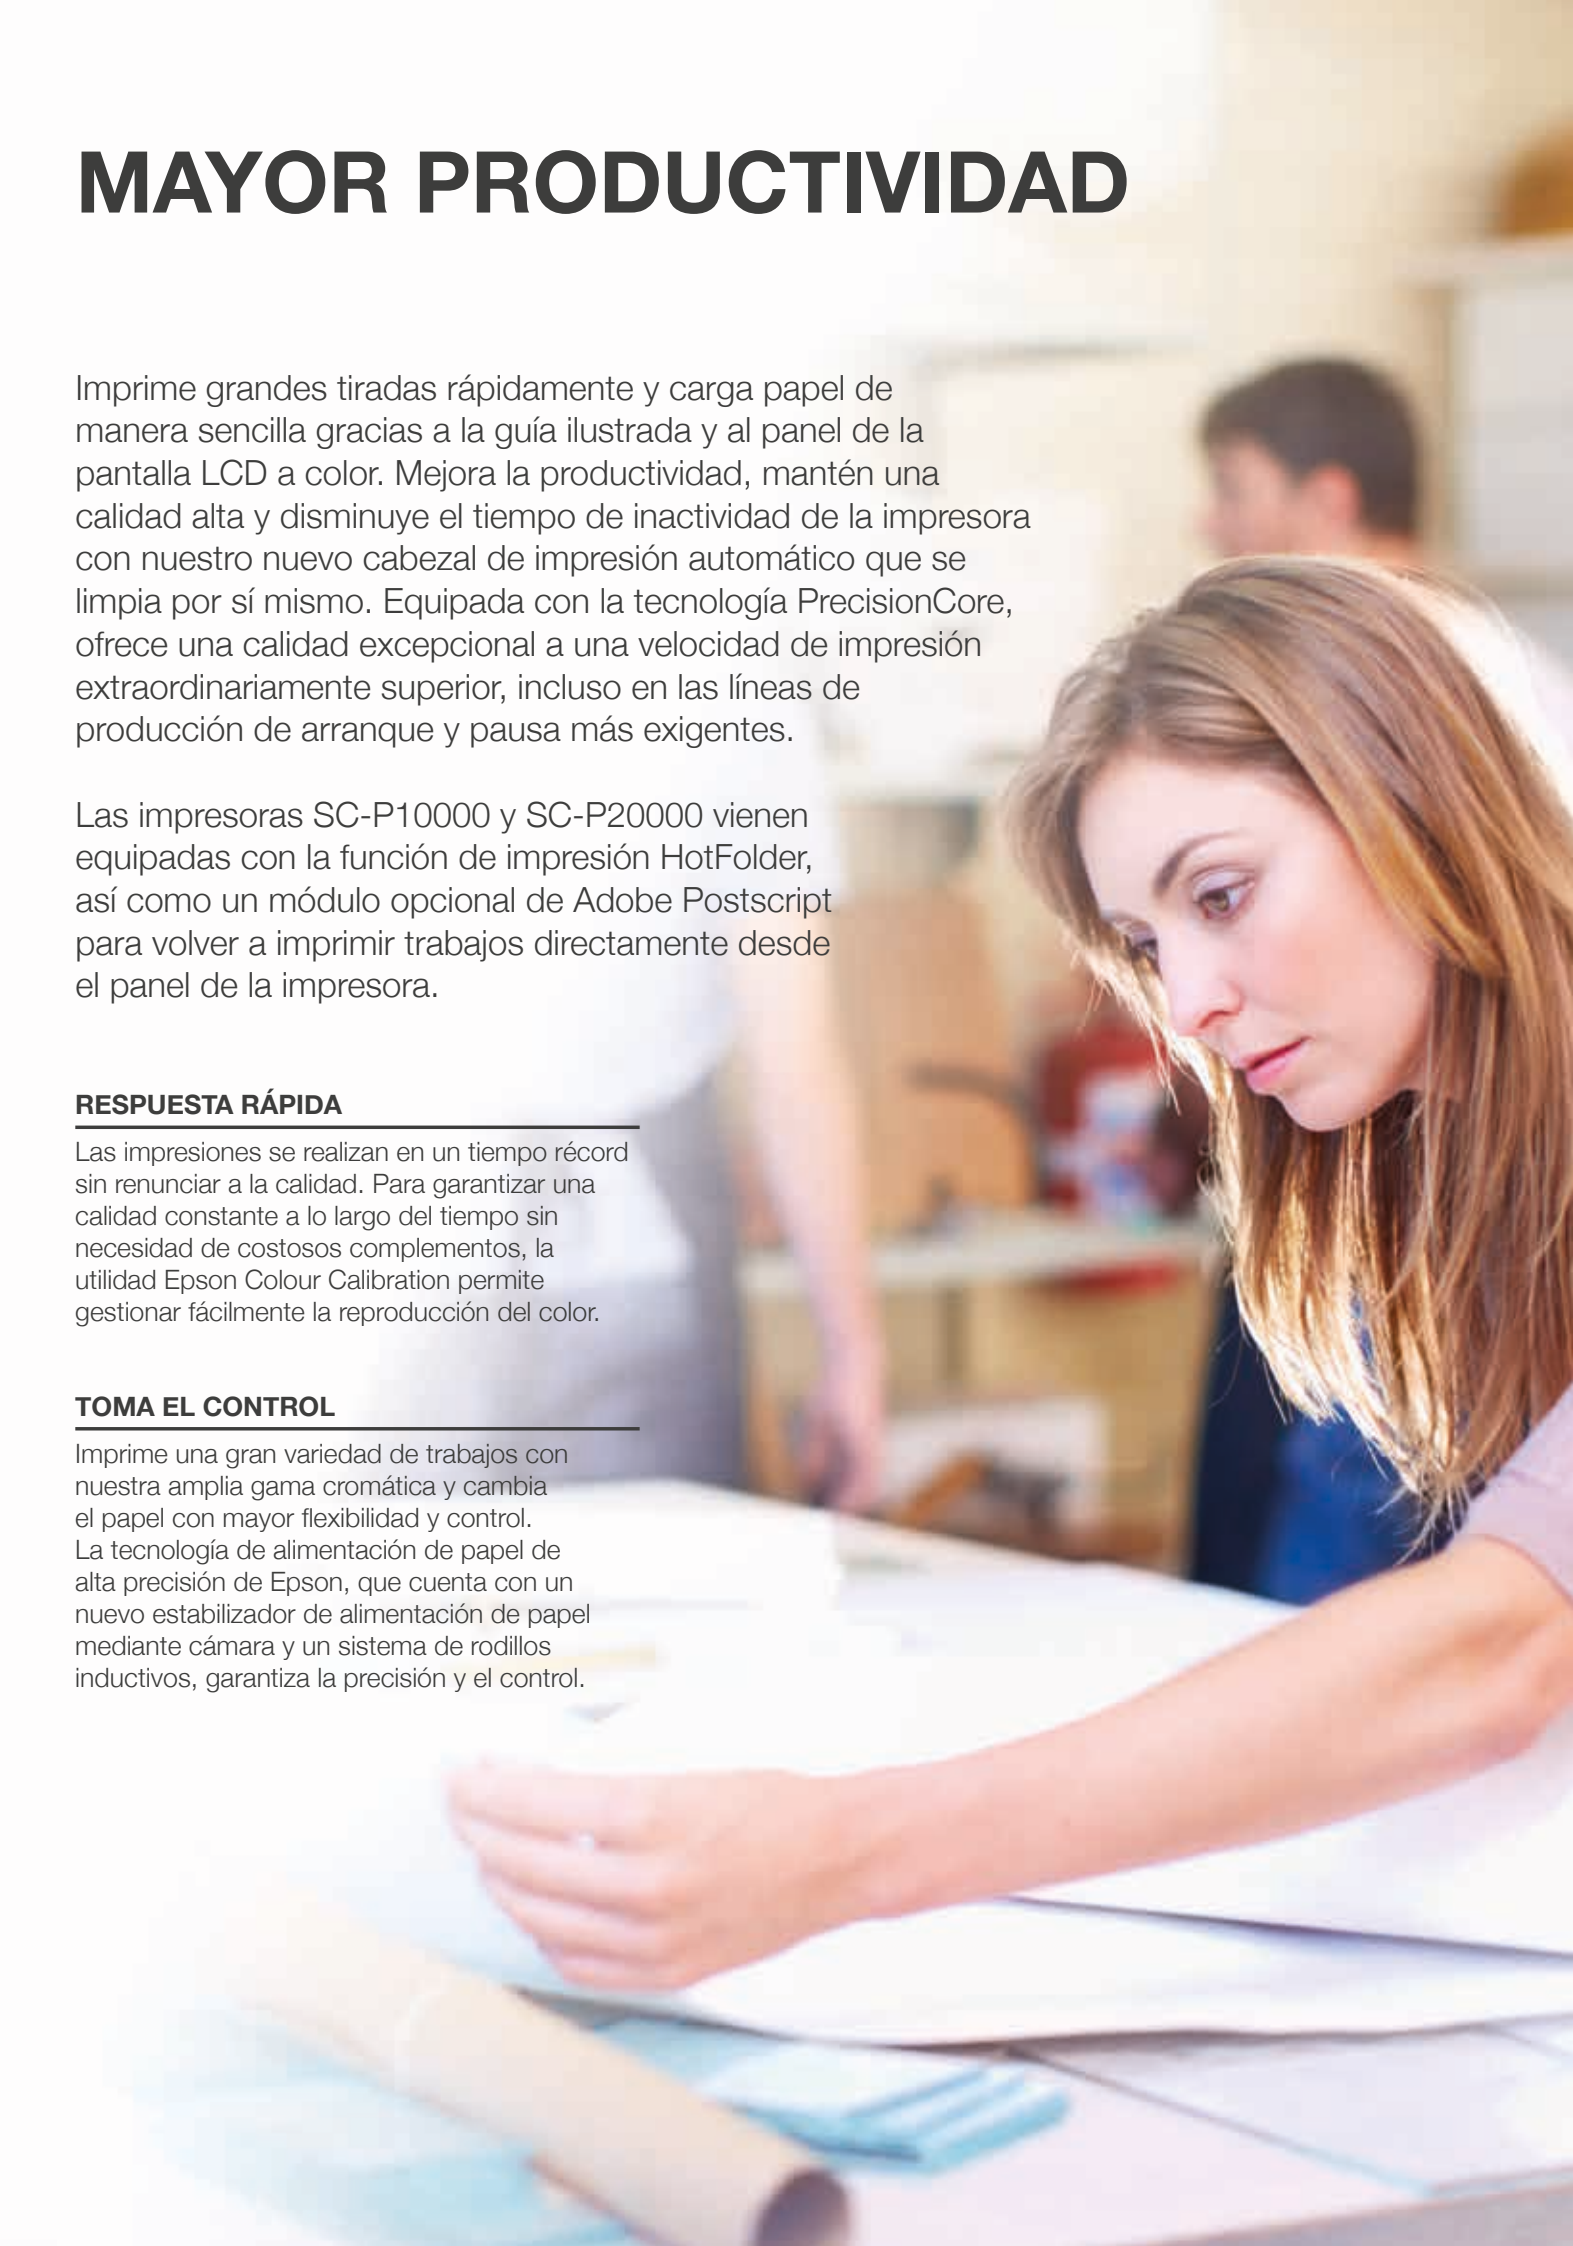 MAYOR PRODUCTIVIDAD
Imprime grandes tiradas rápidamente y carga papel de
manera sencilla gracias a la guía ilustrada y al panel de la
pantalla LCD a color. Mejora la productividad, mantén una
calidad alta y disminuye el tiempo de inactividad de la impresora
con nuestro nuevo cabezal de impresión automático que se
limpia por sí mismo. Equipada con la tecnología PrecisionCore,
ofrece una calidad excepcional a una velocidad de impresión
extraordinariamente superior, incluso en las líneas de
producción de arranque y pausa más exigentes.
Las impresoras SC-P10000 y SC-P20000 vienen
equipadas con la función de impresión HotFolder,
así como un módulo opcional de Adobe Postscript
para volver a imprimir trabajos directamente desde
el panel de la impresora.
RESPUESTA RÁPIDA
Las impresiones se realizan en un tiempo récord
sin renunciar a la calidad. Para garantizar una
calidad constante a lo largo del tiempo sin
necesidad de costosos complementos, la
utilidad Epson Colour Calibration permite
gestionar fácilmente la reproducción del color.
TOMA EL CONTROL
Imprime una gran variedad de trabajos con
nuestra amplia gama cromática y cambia
el papel con mayor flexibilidad y control.
La tecnología de alimentación de papel de
alta precisión de Epson, que cuenta con un
nuevo estabilizador de alimentación de papel
mediante cámara y un sistema de rodillos
inductivos, garantiza la precisión y el control.